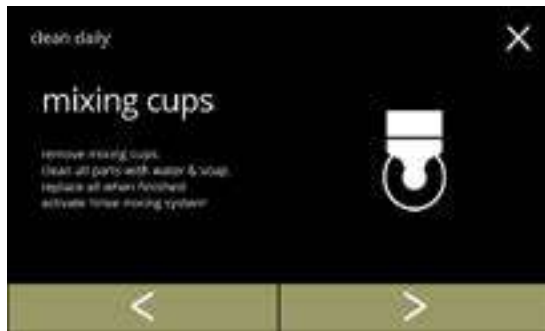 clean daily
mixing cups
remove mixing cups.
clean all parts with water & soap.
replace all when finished
activate 'rinse mixing system'